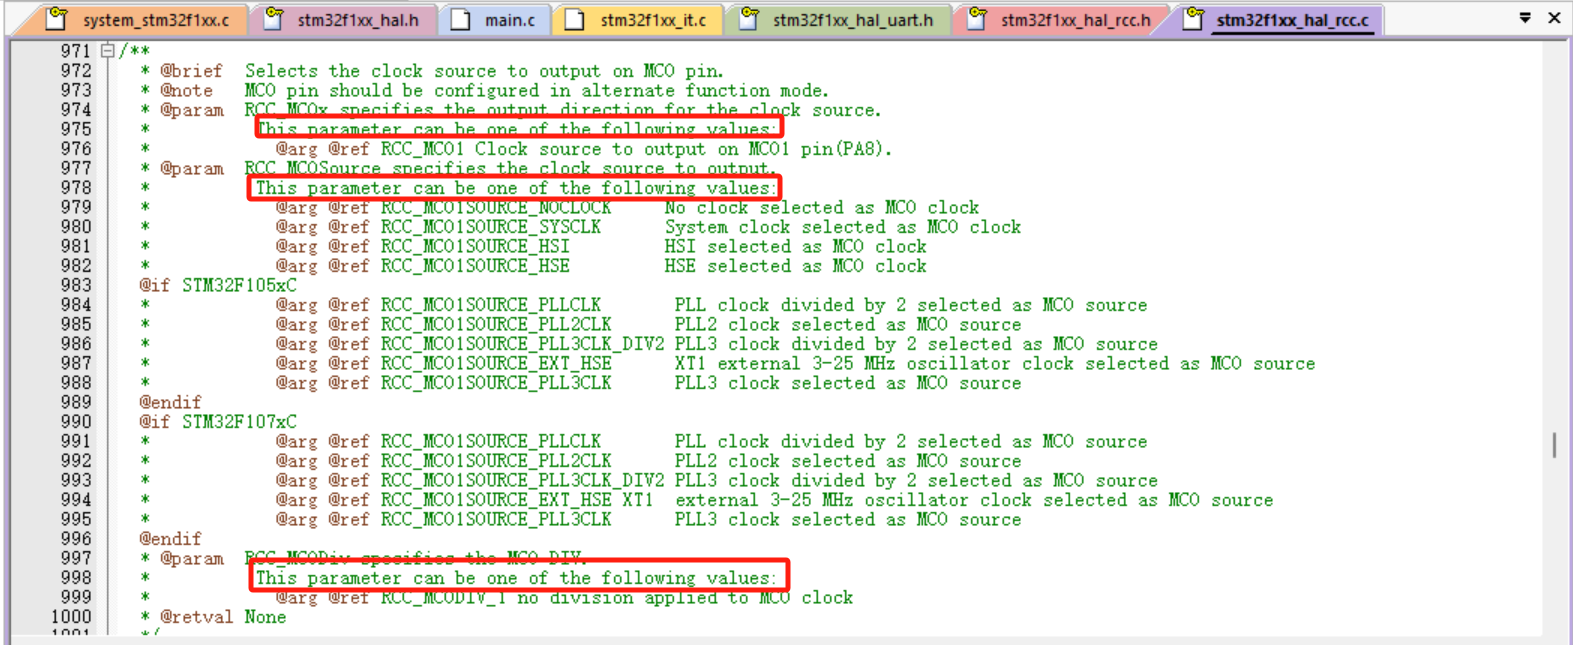 system_stm32f1xx.c stm32f1xx_hal.h main.c stm32f1xx_it.c stm32f1xx_hal_uart.h stm32f1xx_hal_rcc.h stm32f1xx_hal_rcc.c
971 /**
972 * @brief Selects the clock source to output on MCO pin.
973 * @note MCO pin should be configured in alternate function mode.
974 * @param RCC_MCOx specifies the output direction for the clock source.
975 * This parameter can be one of the following values:
976 * @arg @ref RCC_MCO1 Clock source to output on MCO1 pin(PA8).
977 * @param RCC_MCOSource specifies the clock source to output.
978 * This parameter can be one of the following values:
979 * @arg @ref RCC_MCO1SOURCE_NOCLOCK No clock selected as MCO clock
980 * @arg @ref RCC_MCO1SOURCE_SYSCLK System clock selected as MCO clock
981 * @arg @ref RCC_MCO1SOURCE_HSI HSI selected as MCO clock
982 * @arg @ref RCC_MCO1SOURCE_HSE HSE selected as MCO clock
983 @if STM32F105xC
984 * @arg @ref RCC_MCO1SOURCE_PLLCLK PLL clock divided by 2 selected as MCO source
985 * @arg @ref RCC_MCO1SOURCE_PLL2CLK PLL2 clock selected as MCO source
986 * @arg @ref RCC_MCO1SOURCE_PLL3CLK_DIV2 PLL3 clock divided by 2 selected as MCO source
987 * @arg @ref RCC_MCO1SOURCE_EXT_HSE XT1 external 3-25 MHz oscillator clock selected as MCO source
988 * @arg @ref RCC_MCO1SOURCE_PLL3CLK PLL3 clock selected as MCO source
989 @endif
990 @if STM32F107xC
991 * @arg @ref RCC_MCO1SOURCE_PLLCLK PLL clock divided by 2 selected as MCO source
992 * @arg @ref RCC_MCO1SOURCE_PLL2CLK PLL2 clock selected as MCO source
993 * @arg @ref RCC_MCO1SOURCE_PLL3CLK_DIV2 PLL3 clock divided by 2 selected as MCO source
994 * @arg @ref RCC_MCO1SOURCE_EXT_HSE XT1 external 3-25 MHz oscillator clock selected as MCO source
995 * @arg @ref RCC_MCO1SOURCE_PLL3CLK PLL3 clock selected as MCO source
996 @endif
997 * @param RCC_MCODiv specifies the MCO DIV.
998 * This parameter can be one of the following values:
999 * @arg @ref RCC_MCODIV_1 no division applied to MCO clock
1000 * @retval None
1001 */